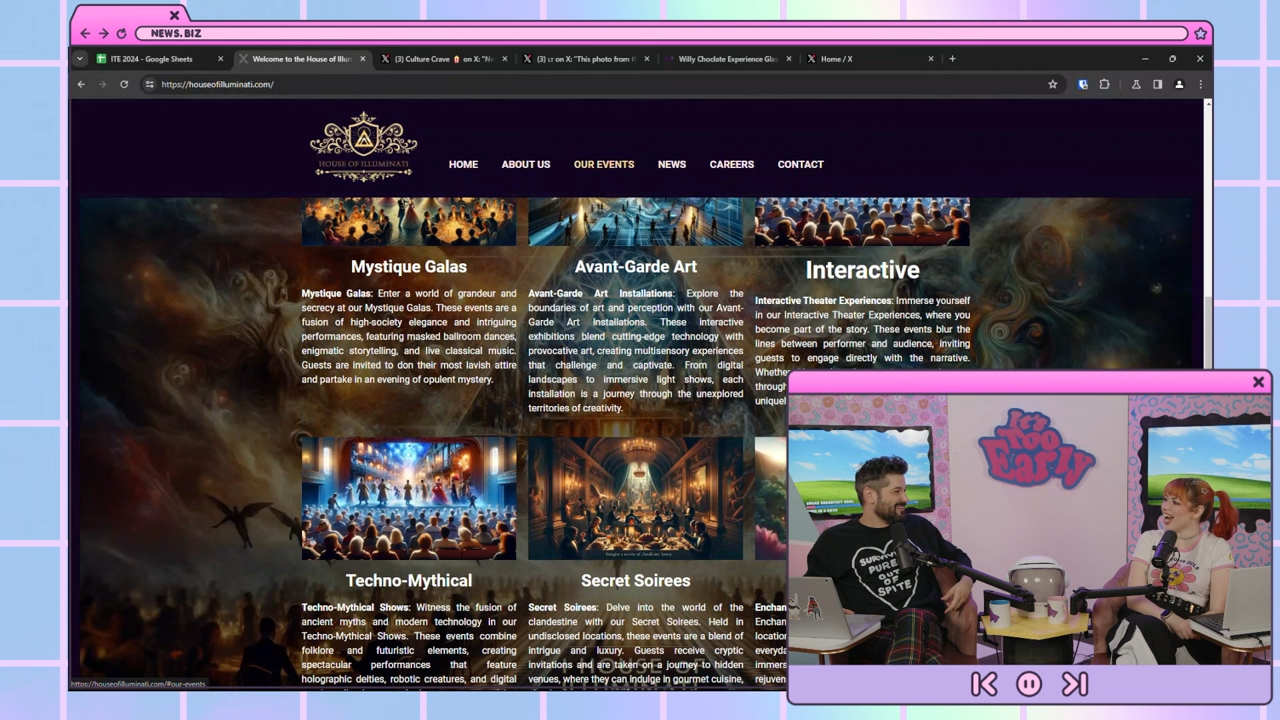 NEWS.BIZ
ITE 2024 - Google Sheets
Welcome to the House of Illum
(3) Culture Crave
on X: "N
(3) LT on X: "This photo from t
Willy Choclate Experience Gla
Home / X
https://houseofilluminati.com/
HOUSE OF ILLUMINATI
HOME
ABOUT US
OUR EVENTS
NEWS
CAREERS
CONTACT
Mystique Galas
Mystique Galas: Enter a world of grandeur and
secrecy at our Mystique Galas. These events are a
fusion of high-society elegance and intriguing
performances, featuring masked ballroom dances,
enigmatic storytelling, and live classical music.
Guests are invited to don their most lavish attire
and partake in an evening of opulent mystery.
Avant-Garde Art
Avant-Garde Art Installations: Explore the
boundaries of art and perception with our Avant-
Garde Art Installations. These interactive
exhibitions blend cutting-edge technology with
provocative art, creating multisensory experiences
that challenge and captivate. From digital
landscapes to immersive light shows, each
installation is a journey through the unexplored
territories of creativity.
Interactive
Interactive Theater Experiences: Immerse yourself
in our Interactive Theater Experiences, where you
become part of the story. These events blur the
lines between performer and audience, inviting
guests to engage directly with the narrative.
Whethe
through
uniquel
Techno-Mythical
Techno-Mythical Shows: Witness the fusion of
ancient myths and modern technology in our
Techno-Mythical Shows. These events combine
folklore and futuristic elements, creating
spectacular performances that feature
holographic deities, robotic creatures, and digital
Secret Soirees
Secret Soirees: Delve into the world of the
clandestine with our Secret Soirees. Held in
undisclosed locations, these events are a blend of
intrigue and luxury. Guests receive cryptic
invitations and are taken on a journey to hidden
venues, where they can indulge in gourmet cuisine,
Enchan
Enchan
location
everyda
immers
rejuven
HOUSE OF
https://houseofilluminati.com/#our-events
It's
Too
Early
SURVIVING
PURE
OUT
OF
SPITE